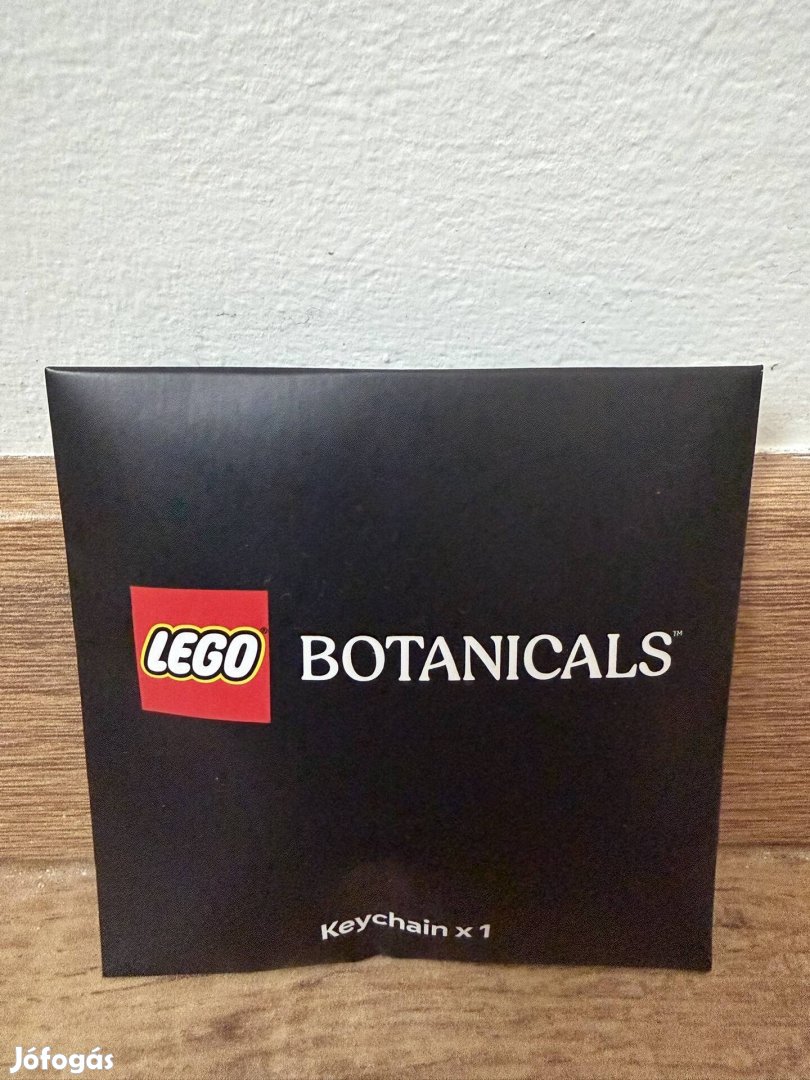 LEGO®
BOTANICALS™
Keychain x 1
Jófogás